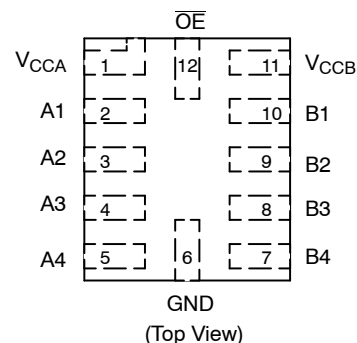 OE
VCCA 1 12 11 VCCB
A1 2 10 B1
A2 3 9 B2
A3 4 8 B3
A4 5 6 7 B4
GND
(Top View)